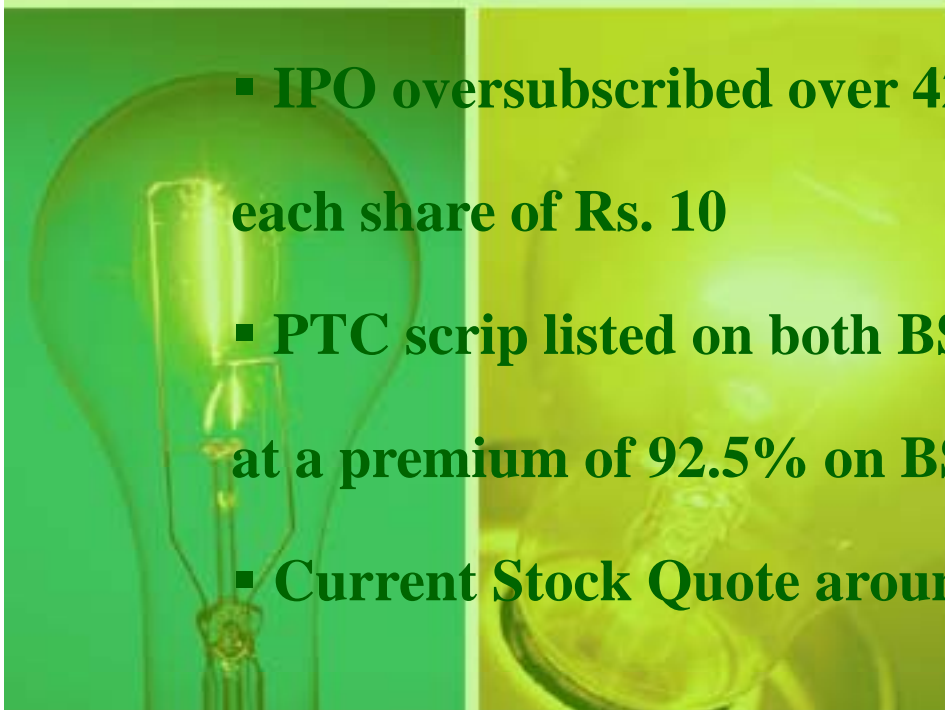 ▪ IPO oversubscribed over 4
each share of Rs. 10
▪ PTC scrip listed on both
at a premium of 92.5% on
▪ Current Stock Quote